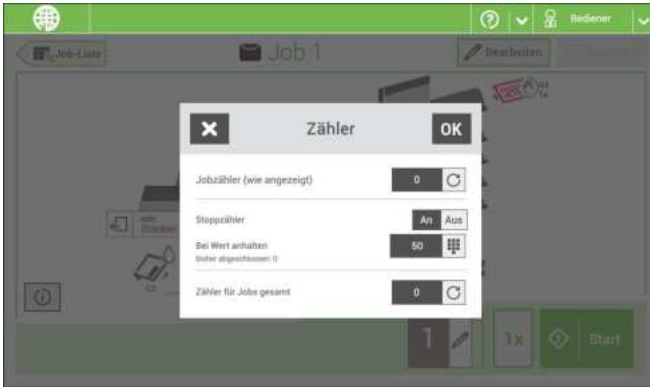 Bediener
Job-Liste
Job 1
Bearbeiten
Zähler
OK
Jobzähler (wie angezeigt)
0
Stoppzähler
An Aus
Bei Wert anhalten
50
bisher abgeschlossen: 0
Zähler für Jobs gesamt
0
1
1x
Start